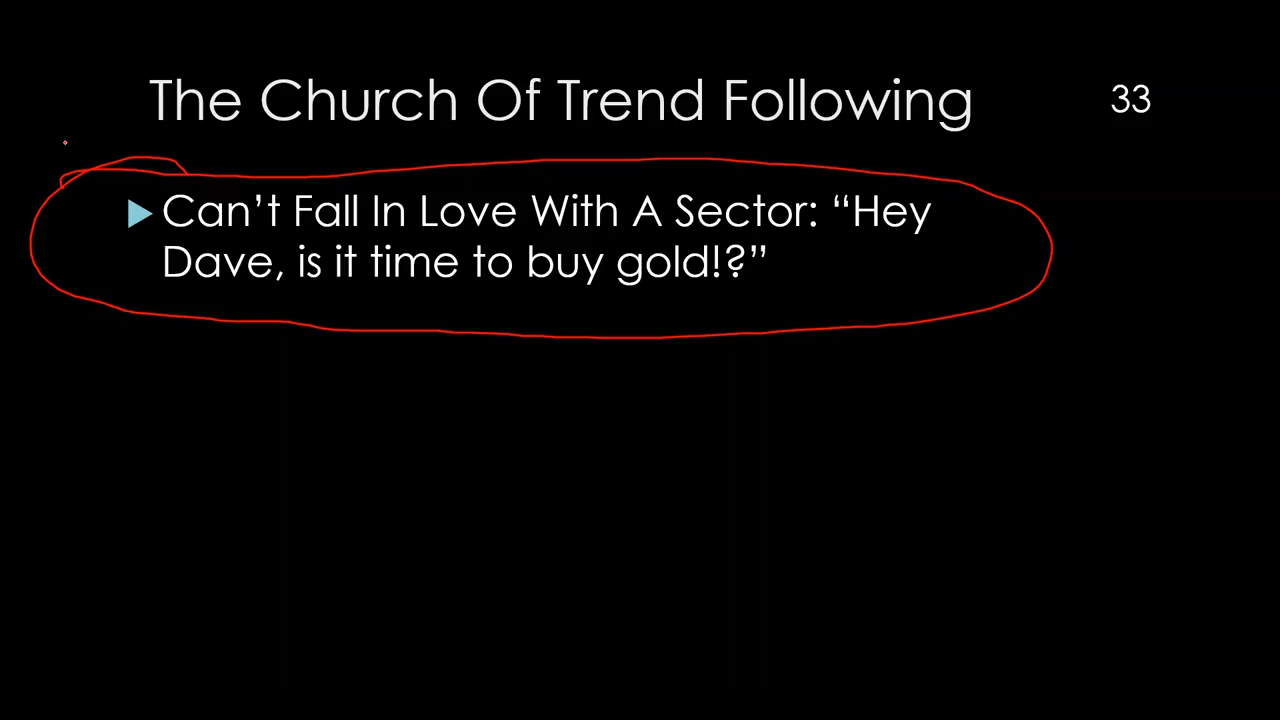 The Church Of Trend Following
33
Can’t Fall In Love With A Sector: “Hey
Dave, is it time to buy gold!?”